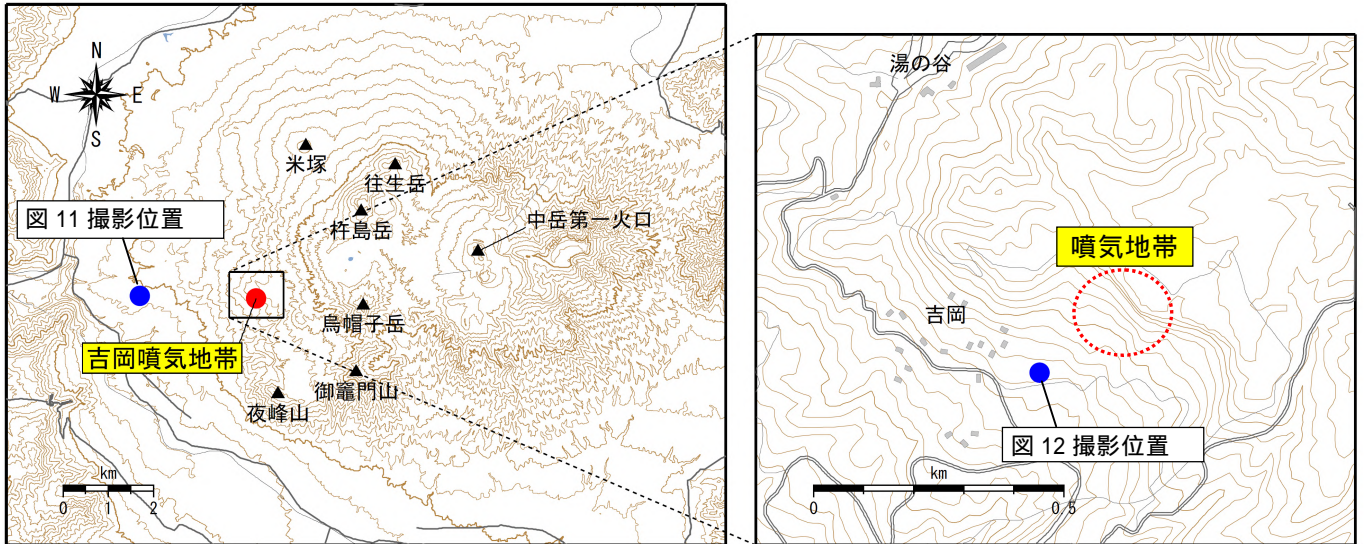 N
W
E
S
米塚
往生岳
杵島岳
中岳第一火口
図 11 撮影位置
烏帽子岳
吉岡噴気地帯
御竈門山
夜峰山
km
0 1 2
湯の谷
噴気地帯
吉岡
図 12 撮影位置
km
0 0.5